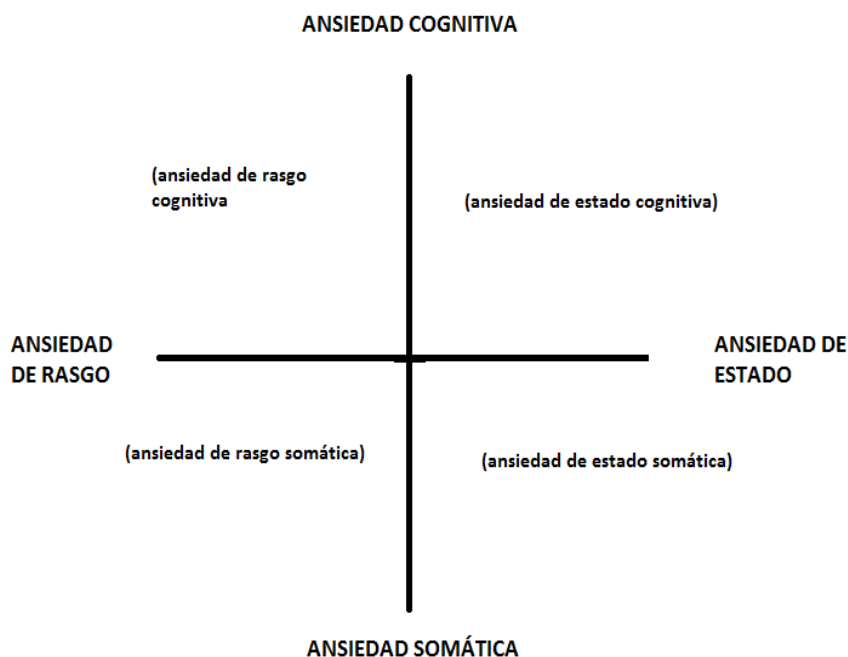 ANSIEDAD COGNITIVA
(ansiedad de rasgo
cognitiva
(ansiedad de estado cognitiva)
ANSIEDAD
DE RASGO
ANSIEDAD DE
ESTADO
(ansiedad de rasgo somática)
(ansiedad de estado somática)
ANSIEDAD SOMÁTICA